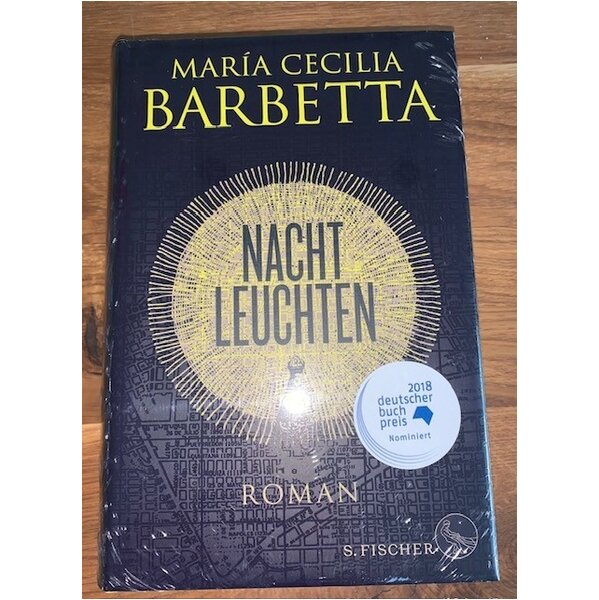 MARÍA CECILIA
BARBETTA
NACHT
LEUCHTEN
2018
deutscher
buch
preis
Nominiert
ROMAN
S. FISCHER